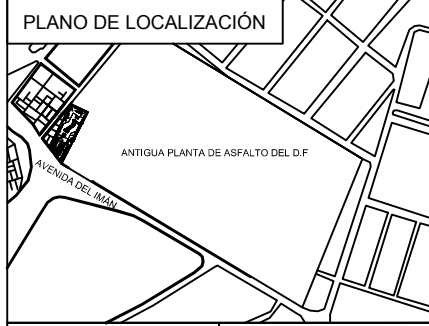 PLANO DE LOCALIZACIÓN
ANTIGUA PLANTA DE ASFALTO DEL D.F
AVENIDA DEL IMÁN